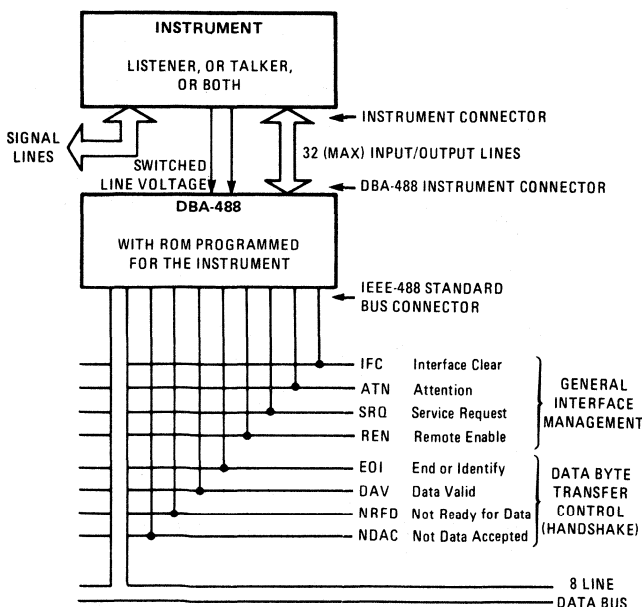 INSTRUMENT
LISTENER, OR TALKER,
OR BOTH
INSTRUMENT CONNECTOR
SIGNAL
LINES
32 (MAX) INPUT/OUTPUT LINES
SWITCHED
LINE VOLTAGE
DBA-488 INSTRUMENT CONNECTOR
DBA-488
WITH ROM PROGRAMMED
FOR THE INSTRUMENT
IEEE-488 STANDARD
BUS CONNECTOR
IFC Interface Clear
ATN Attention
SRQ Service Request
REN Remote Enable
GENERAL
INTERFACE
MANAGEMENT
EOI End or Identify
DAV Data Valid
NRFD Not Ready for Data
NDAC Not Data Accepted
DATA BYTE
TRANSFER
CONTROL
(HANDSHAKE)
8 LINE
DATA BUS